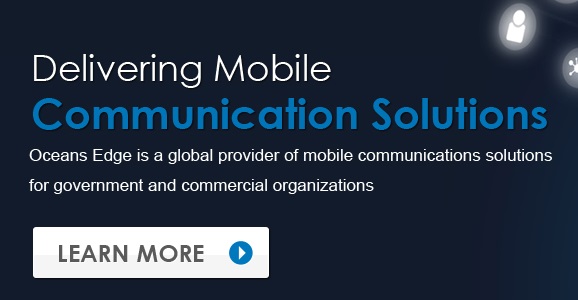 Delivering Mobile
Communication Solutions
Oceans Edge is a global provider of mobile communications solutions
for government and commercial organizations
LEARN MORE